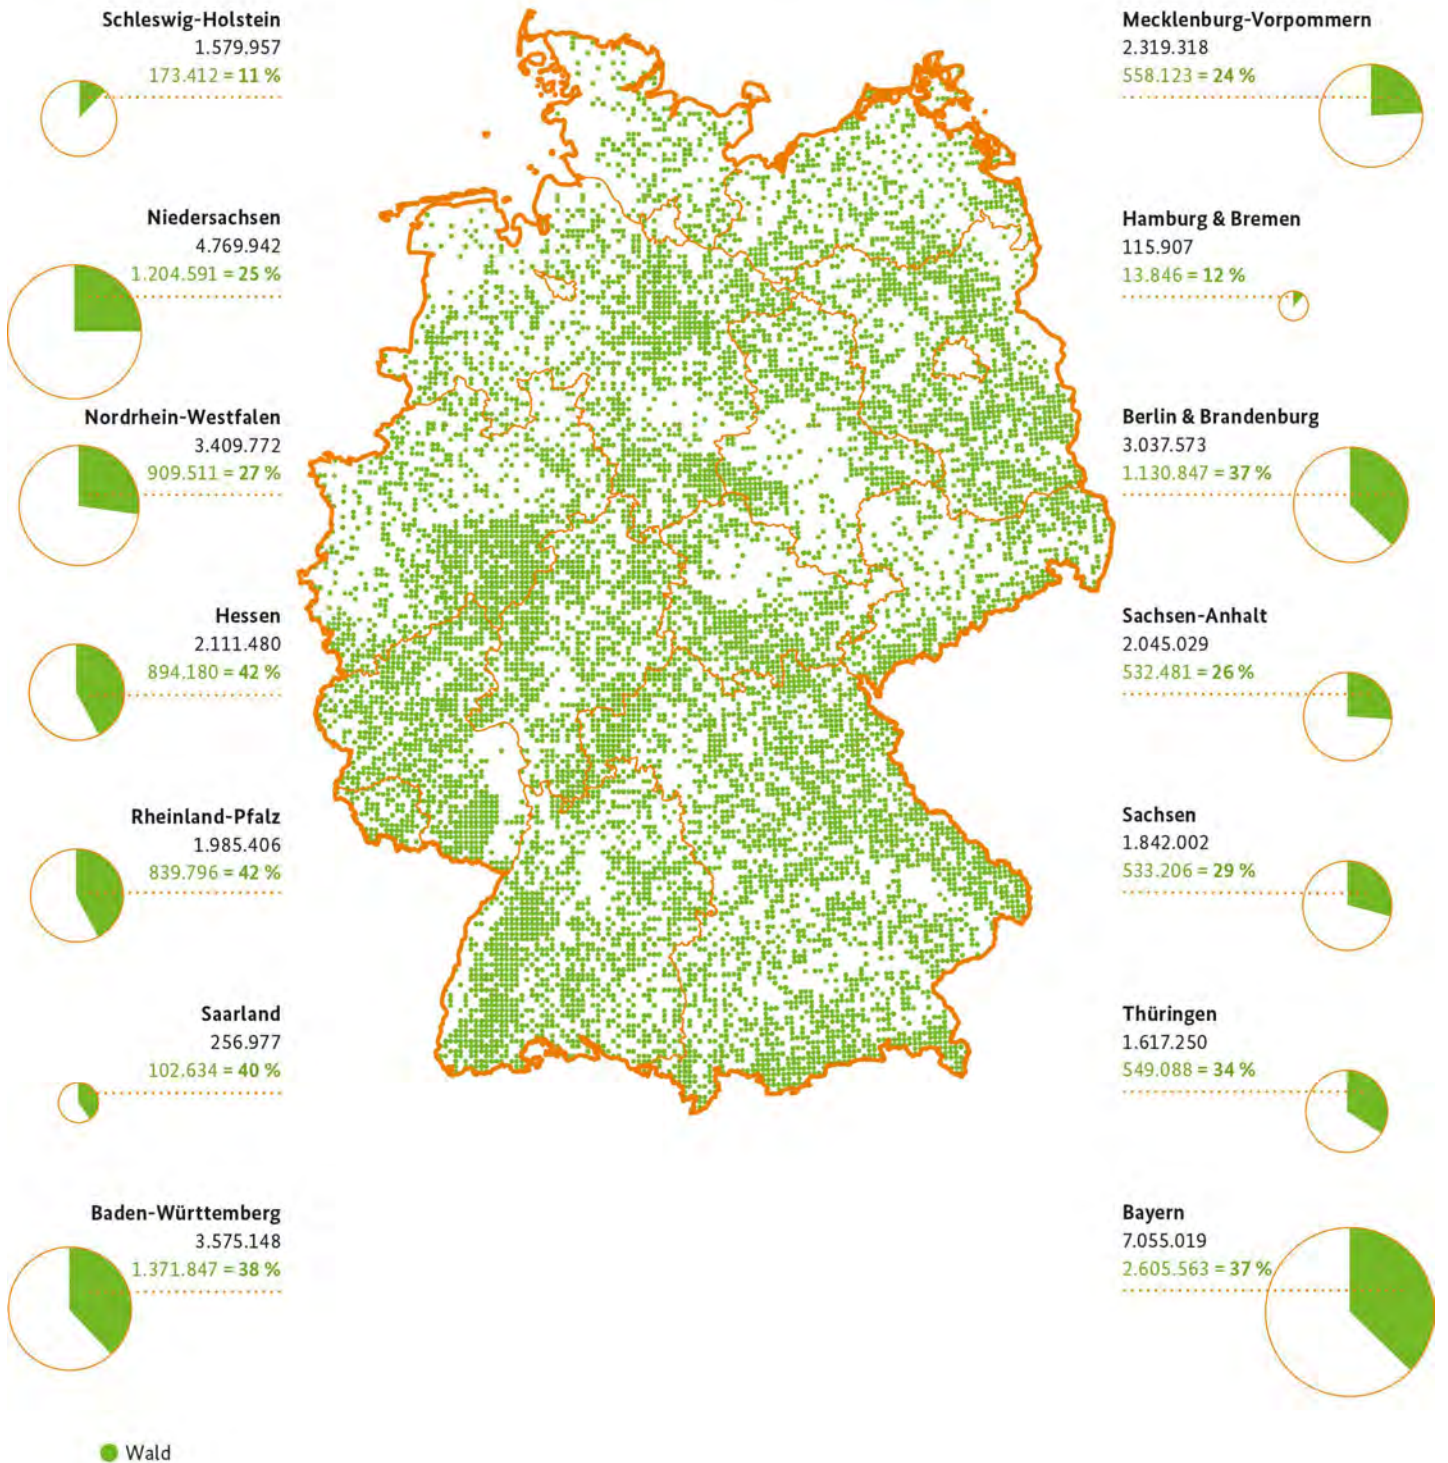 Schleswig-Holstein
1.579.957
173.412 = 11 %
Niedersachsen
4.769.942
1.204.591 = 25 %
Nordrhein-Westfalen
3.409.772
909.511 = 27 %
Hessen
2.111.480
894.180 = 42 %
Rheinland-Pfalz
1.985.406
839.796 = 42 %
Saarland
256.977
102.634 = 40 %
Baden-Württemberg
3.575.148
1.371.847 = 38 %
Wald
Mecklenburg-Vorpommern
2.319.318
558.123 = 24 %
Hamburg & Bremen
115.907
13.846 = 12 %
Berlin & Brandenburg
3.037.573
1.130.847 = 37 %
Sachsen-Anhalt
2.045.029
532.481 = 26 %
Sachsen
1.842.002
533.206 = 29 %
Thüringen
1.617.250
549.088 = 34 %
Bayern
7.055.019
2.605.563 = 37 %